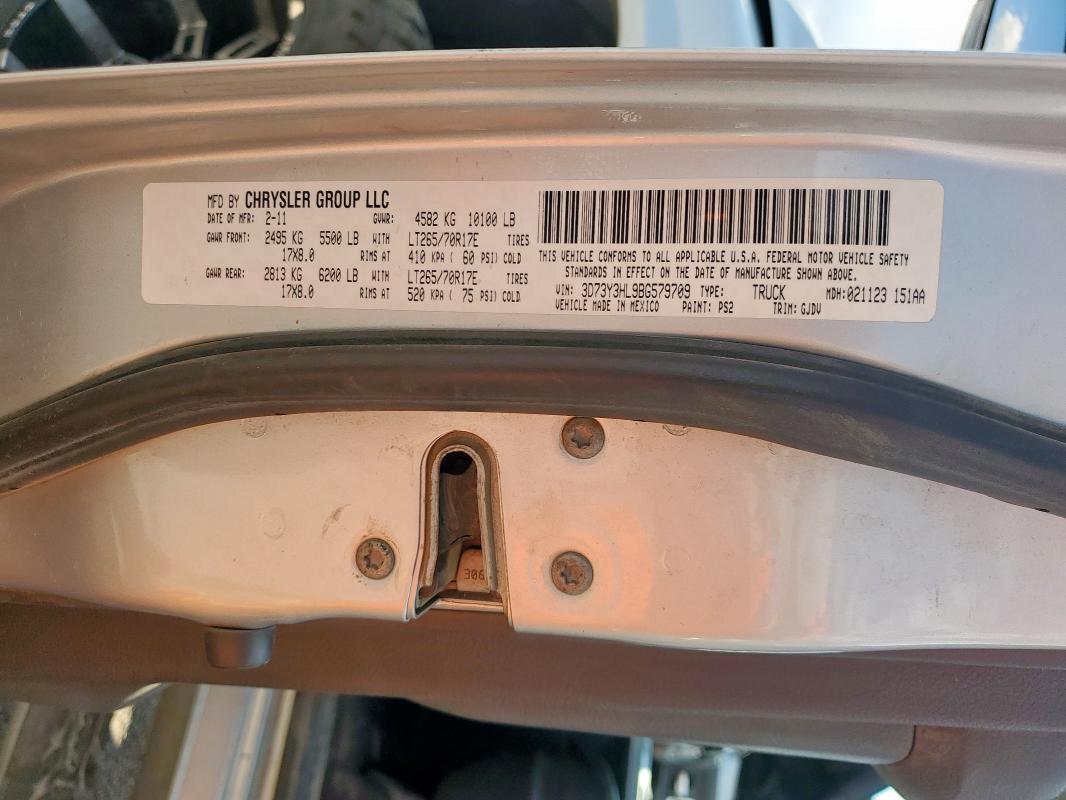 MFD BY CHRYSLER GROUP LLC
DATE OF MFR: 2-11 GVWR: 4582 KG 10100 LB
GAWR FRONT: 2495 KG 5500 LB WITH LT265/70R17E TIRES
17X8.0 RIMS AT 410 KPA ( 60 PSI) COLD
GAWR REAR: 2813 KG 6200 LB WITH LT265/70R17E TIRES
17X8.0 RIMS AT 520 KPA ( 75 PSI) COLD
THIS VEHICLE CONFORMS TO ALL APPLICABLE U.S.A. FEDERAL MOTOR VEHICLE SAFETY
STANDARDS IN EFFECT ON THE DATE OF MANUFACTURE SHOWN ABOVE.
VIN: 3D73Y3HL9BG579709 TYPE: TRUCK MDH:021123 151AA
VEHICLE MADE IN MEXICO PAINT: PS2 TRIM: GJDV
306